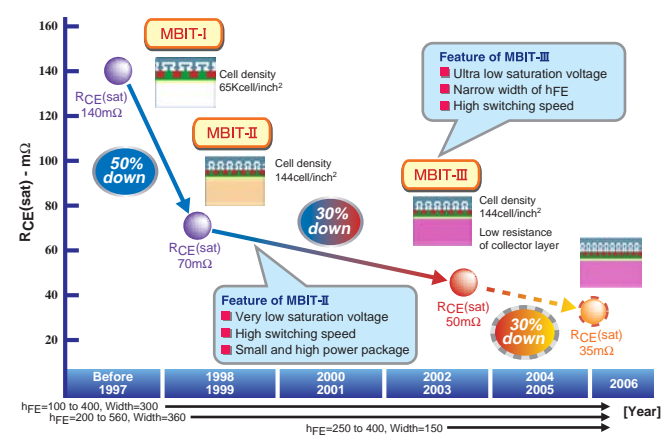 160
140
120
100
80
60
40
20
RCE(sat) - mΩ
MBIT-I
Cell density
65Kcell/inch²
RCE(sat)
140mΩ
50%
down
MBIT-II
Cell density
144cell/inch²
RCE(sat)
70mΩ
30%
down
Feature of MBIT-II
Very low saturation voltage
High switching speed
Small and high power package
Feature of MBIT-III
Ultra low saturation voltage
Narrow width of hFE
High switching speed
MBIT-III
Cell density
144cell/inch²
Low resistance
of collector layer
RCE(sat)
50mΩ
30%
down
RCE(sat)
35mΩ
Before
1997
1998
1999
2000
2001
2002
2003
2004
2005
2006
[Year]
hFE=100 to 400, Width=300
hFE=200 to 560, Width=360
hFE=250 to 400, Width=150